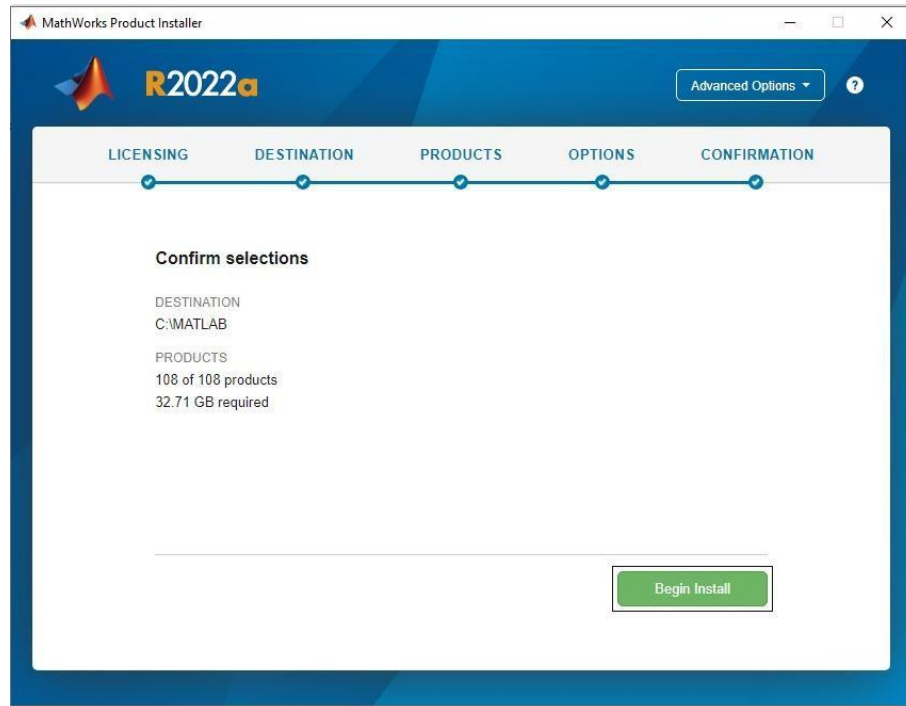 MathWorks Product Installer
R2022a
Advanced Options
?
LICENSING DESTINATION PRODUCTS OPTIONS CONFIRMATION
Confirm selections
DESTINATION
C:\MATLAB
PRODUCTS
108 of 108 products
32.71 GB required
Begin Install